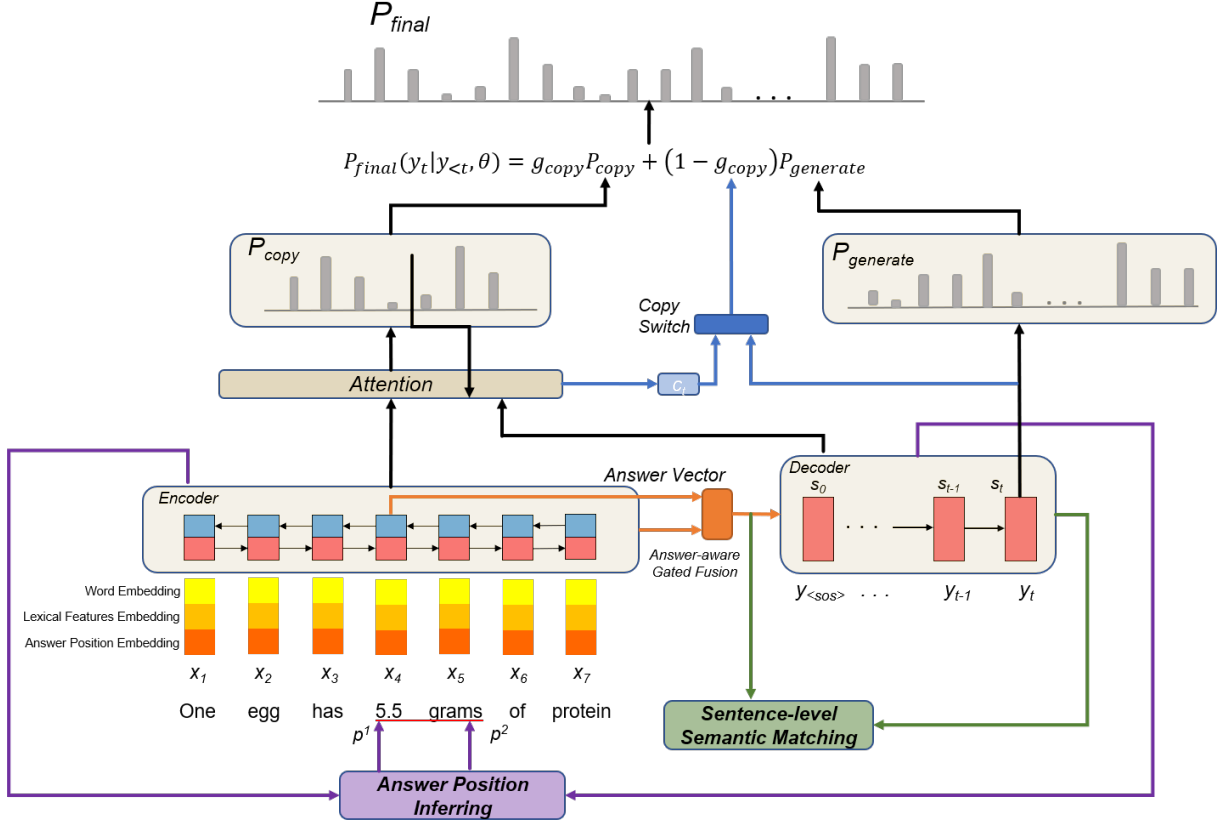 P_final
P_final(y_t|y_<t, θ) = g_copy P_copy + (1 − g_copy)P_generate
P_copy
P_generate
. . .
Copy
Switch
Attention
C_t
Answer Vector
Decoder
s_0
s_t-1
s_t
Encoder
. . .
Answer-aware
Gated Fusion
Word Embedding
Lexical Features Embedding
Answer Position Embedding
y_<sos> . . . y_t-1 y_t
x_1 x_2 x_3 x_4 x_5 x_6 x_7
One egg has 5.5 grams of protein
p^1 p^2
Sentence-level
Semantic Matching
Answer Position
Inferring